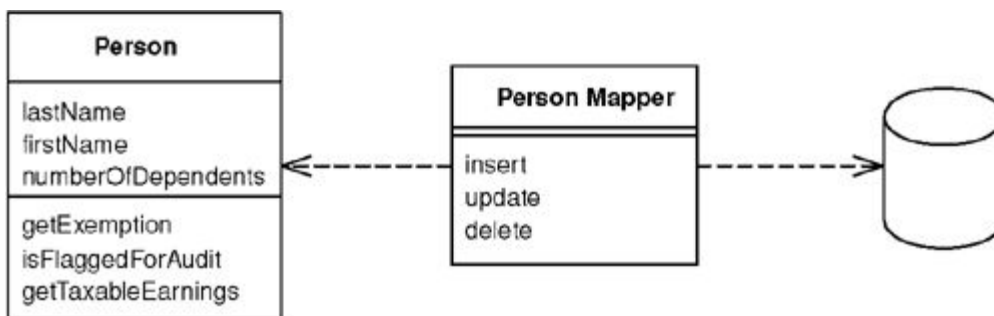 Person
lastName
firstName
numberOfDependents
getExemption
isFlaggedForAudit
getTaxableEarnings
Person Mapper
insert
update
delete